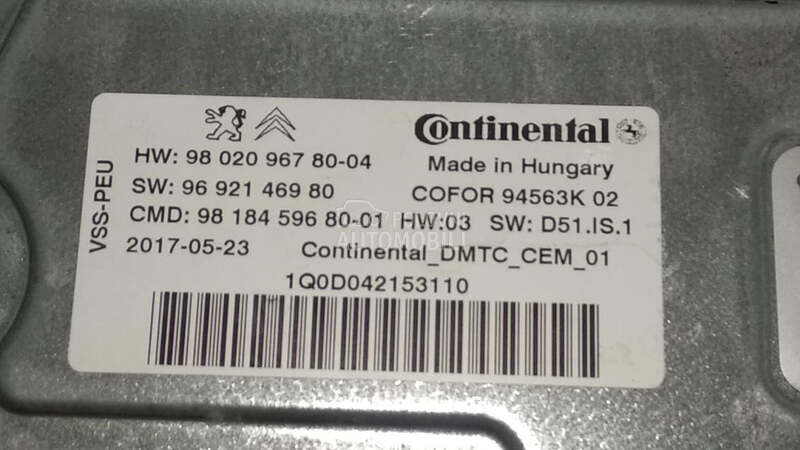 Continental
HW: 98 020 967 80-04
Made in Hungary
SW: 96 921 469 80
COFOR 94563K 02
CMD: 98 184 596 80-01 HW:03 SW: D51.IS.1
2017-05-23 Continental_DMTC_CEM_01
1Q0D042153110
VSS-PEU
AUTOMOBILI